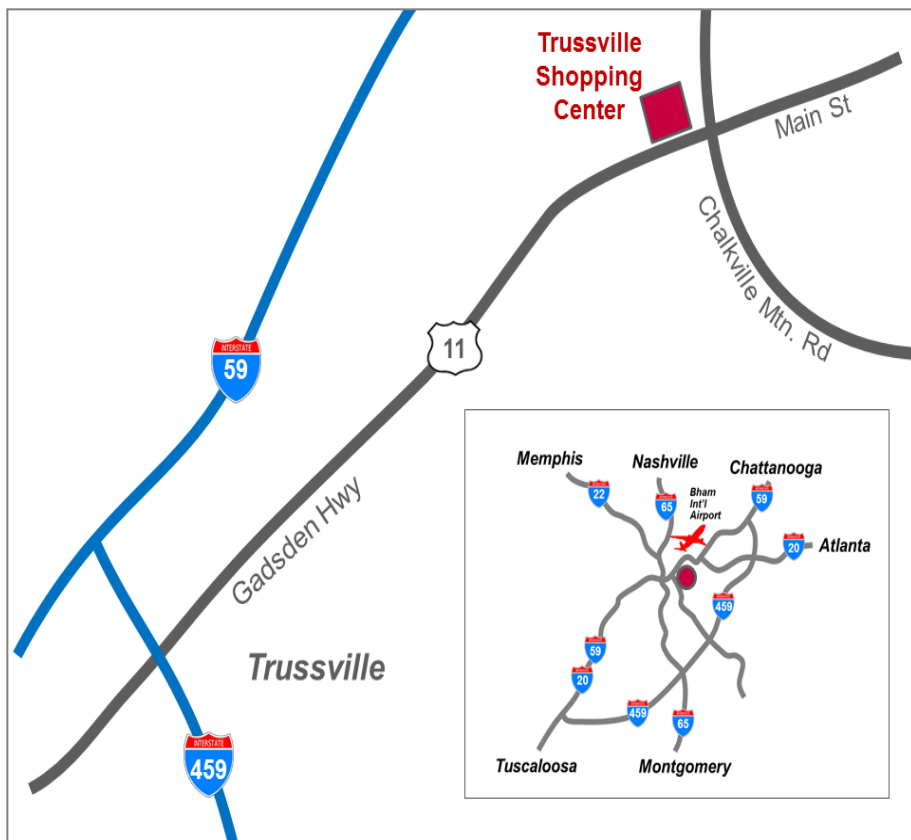 Trussville
Shopping
Center
Main St
Chalkville Mtn. Rd
11
INTERSTATE
59
Gadsden Hwy
Trussville
INTERSTATE
459
Memphis
Nashville
Chattanooga
22
65
Bham
Int'l
Airport
59
20
Atlanta
459
59
20
459
65
Tuscaloosa
Montgomery